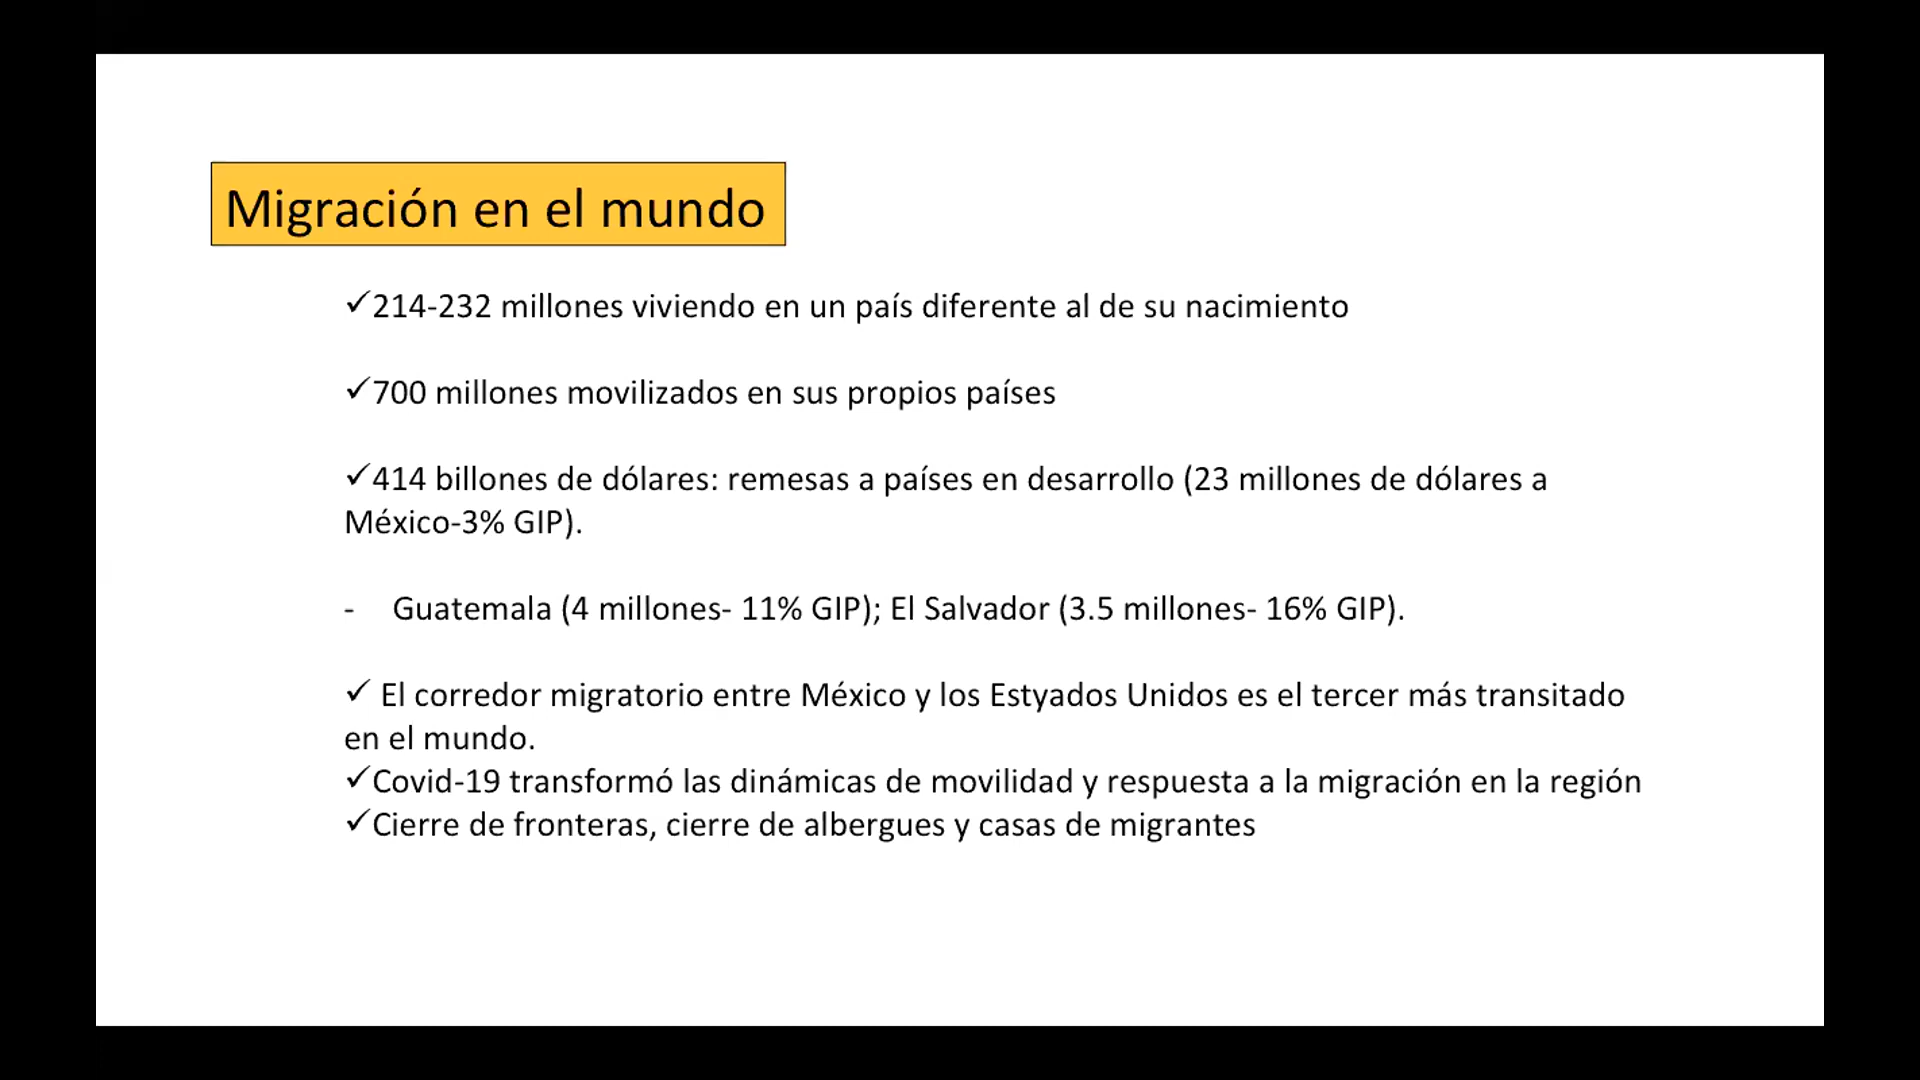 Migración en el mundo
✓214-232 millones viviendo en un país diferente al de su nacimiento
✓700 millones movilizados en sus propios países
✓414 billones de dólares: remesas a países en desarrollo (23 millones de dólares a
México-3% GIP).
- Guatemala (4 millones- 11% GIP); El Salvador (3.5 millones- 16% GIP).
✓ El corredor migratorio entre México y los Estyados Unidos es el tercer más transitado
en el mundo.
✓Covid-19 transformó las dinámicas de movilidad y respuesta a la migración en la región
✓Cierre de fronteras, cierre de albergues y casas de migrantes